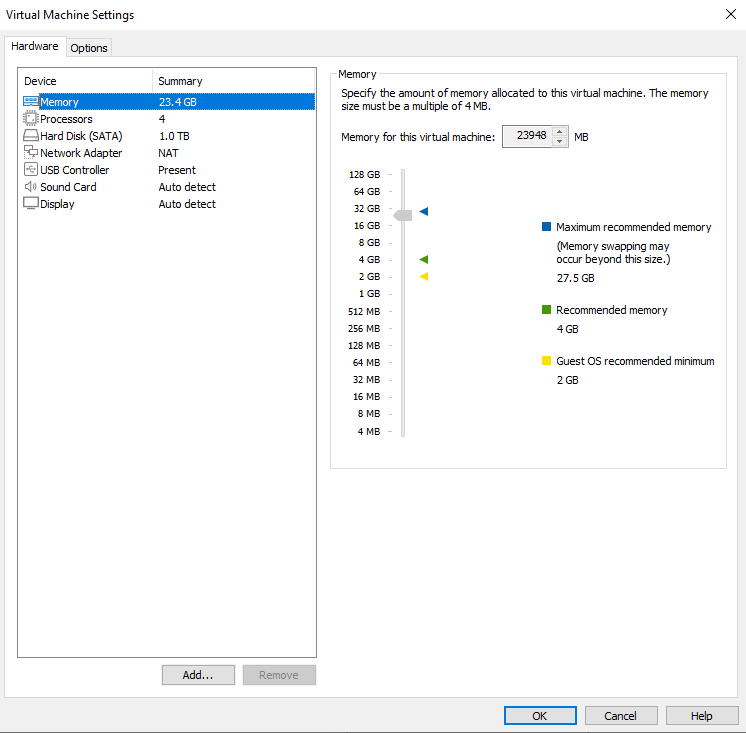 Virtual Machine Settings
Hardware Options
Device Summary
Memory 23.4 GB
Processors 4
Hard Disk (SATA) 1.0 TB
Network Adapter NAT
USB Controller Present
Sound Card Auto detect
Display Auto detect
Add...
Remove
Memory
Specify the amount of memory allocated to this virtual machine. The memory
size must be a multiple of 4 MB.
Memory for this virtual machine: 23948 MB
128 GB
64 GB
32 GB
16 GB
8 GB
4 GB
2 GB
1 GB
512 MB
256 MB
128 MB
64 MB
32 MB
16 MB
8 MB
4 MB
Maximum recommended memory
(Memory swapping may
occur beyond this size.)
27.5 GB
Recommended memory
4 GB
Guest OS recommended minimum
2 GB
OK
Cancel
Help